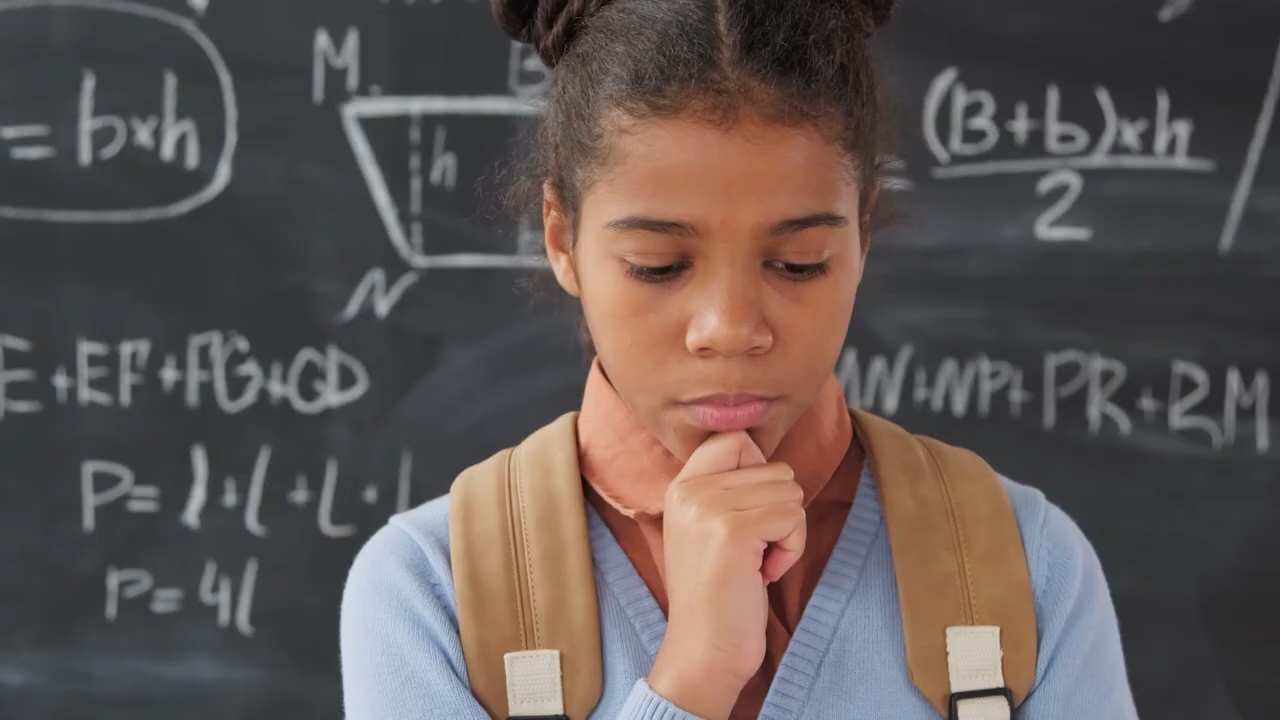 = b×h
M
B
h
(B+b)×h
2
N
E+EF+FG+GD
MN+NP+PR+RM
P= l+l+l+l
P=4l